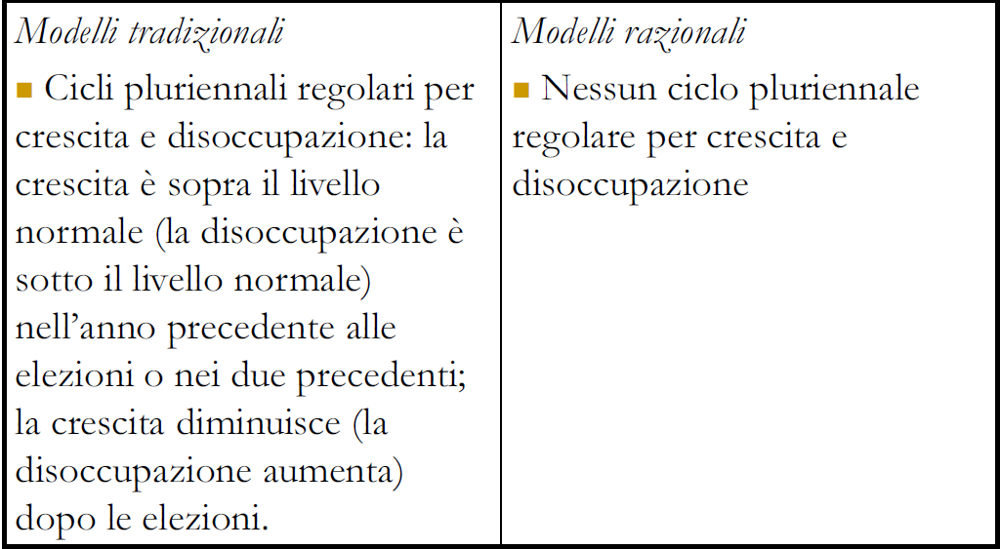 Modelli tradizionali
■ Cicli pluriennali regolari per
crescita e disoccupazione: la
crescita è sopra il livello
normale (la disoccupazione è
sotto il livello normale)
nell’anno precedente alle
elezioni o nei due precedenti;
la crescita diminuisce (la
disoccupazione aumenta)
dopo le elezioni.
Modelli razionali
■ Nessun ciclo pluriennale
regolare per crescita e
disoccupazione